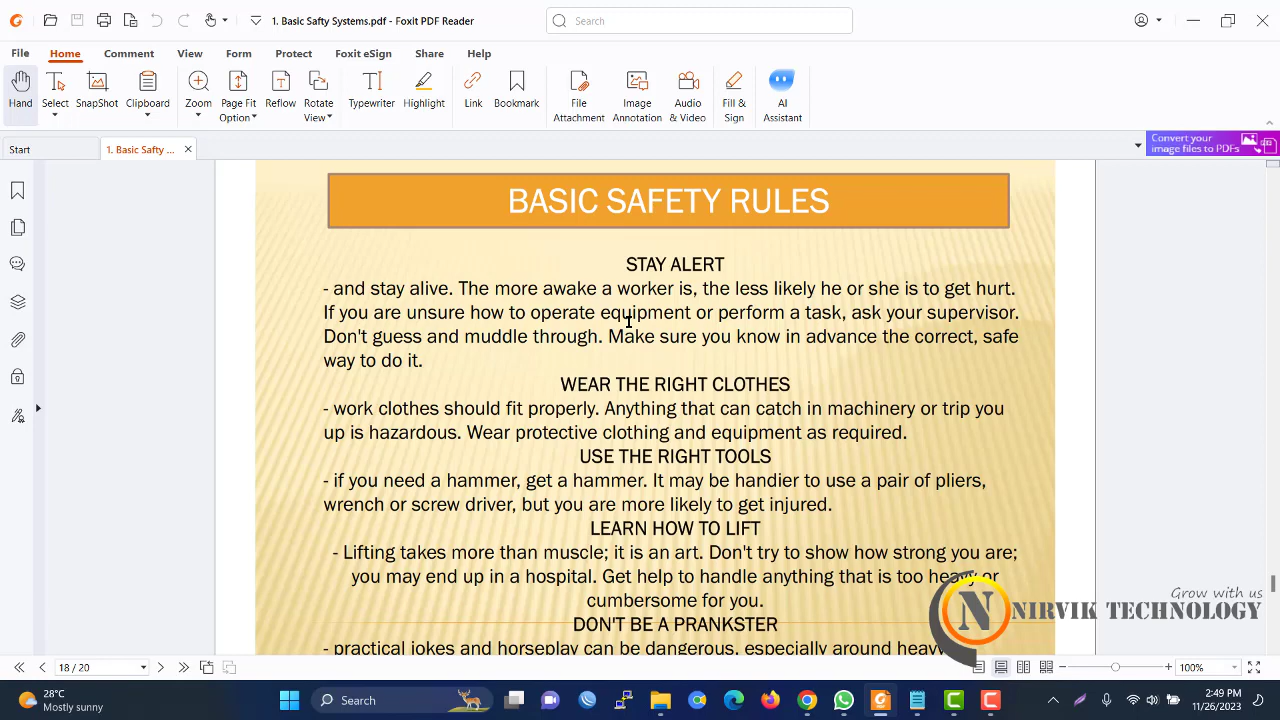 1. Basic Safty Systems.pdf - Foxit PDF Reader
Search
File Home Comment View Form Protect Foxit eSign Share Help
Hand Select SnapShot Clipboard Zoom Page Fit Option Reflow Rotate View Typewriter Highlight Link Bookmark File Attachment Image Annotation Audio & Video Fill & Sign AI Assistant
Start
1. Basic Safty ...
Convert your
image files to PDFs
BASIC SAFETY RULES
STAY ALERT
- and stay alive. The more awake a worker is, the less likely he or she is to get hurt.
If you are unsure how to operate equipment or perform a task, ask your supervisor.
Don't guess and muddle through. Make sure you know in advance the correct, safe
way to do it.
WEAR THE RIGHT CLOTHES
- work clothes should fit properly. Anything that can catch in machinery or trip you
up is hazardous. Wear protective clothing and equipment as required.
USE THE RIGHT TOOLS
- if you need a hammer, get a hammer. It may be handier to use a pair of pliers,
wrench or screw driver, but you are more likely to get injured.
LEARN HOW TO LIFT
- Lifting takes more than muscle; it is an art. Don't try to show how strong you are;
you may end up in a hospital. Get help to handle anything that is too heavy or
cumbersome for you.
DON'T BE A PRANKSTER
- practical jokes and horseplay can be dangerous, especially around heavy
Grow with us
N NIRVIK TECHNOLOGY
18 / 20
100%
28°C
Mostly sunny
Search
2:49 PM
11/26/2023